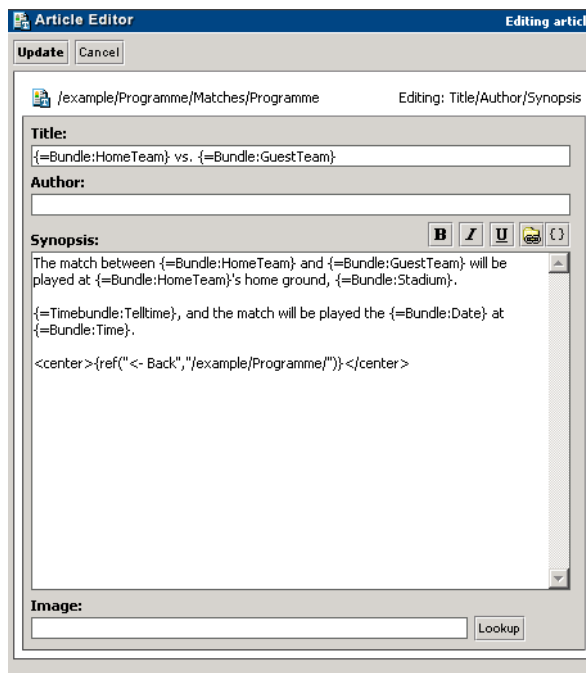 Article Editor Editing articl
Update Cancel
/example/Programme/Matches/Programme Editing: Title/Author/Synopsis
Title:
{=Bundle:HomeTeam} vs. {=Bundle:GuestTeam}
Author:
Synopsis: B I U {}
The match between {=Bundle:HomeTeam} and {=Bundle:GuestTeam} will be
played at {=Bundle:HomeTeam}'s home ground, {=Bundle:Stadium}.
{=Timebundle:Telltime}, and the match will be played the {=Bundle:Date} at
{=Bundle:Time}.
<center>{ref("<- Back","/example/Programme/")}</center>
Image:
Lookup